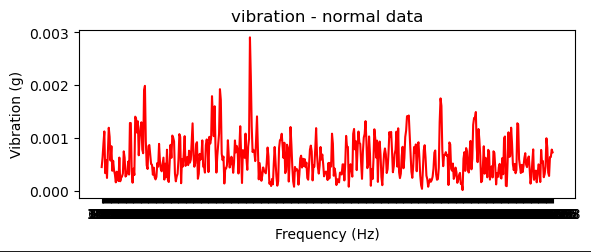 vibration - normal data
0.003
0.002
0.001
0.000
Vibration (g)
Frequency (Hz)